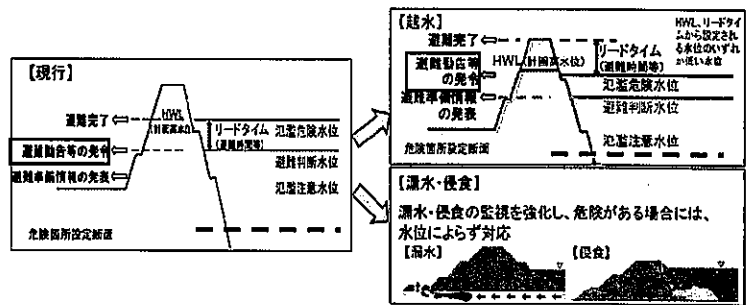 【現行】
避難完了
HWL
(計画高水位)
リードタイム
(避難時間等)
氾濫危険水位
避難勧告等の発令
避難判断水位
避難準備情報の発表
氾濫注意水位
危険箇所設定断面
【越水】
避難完了
HWL(計画高水位)
リードタイム
(避難時間等)
HWL、リードタイ
ムから設定され
る水位のいずれ
か低い水位
避難勧告等
の発令
氾濫危険水位
避難準備情報
の発表
避難判断水位
氾濫注意水位
危険箇所設定断面
【漏水・侵食】
漏水・侵食の監視を強化し、危険がある場合には、
水位によらず対応
【漏水】
【侵食】